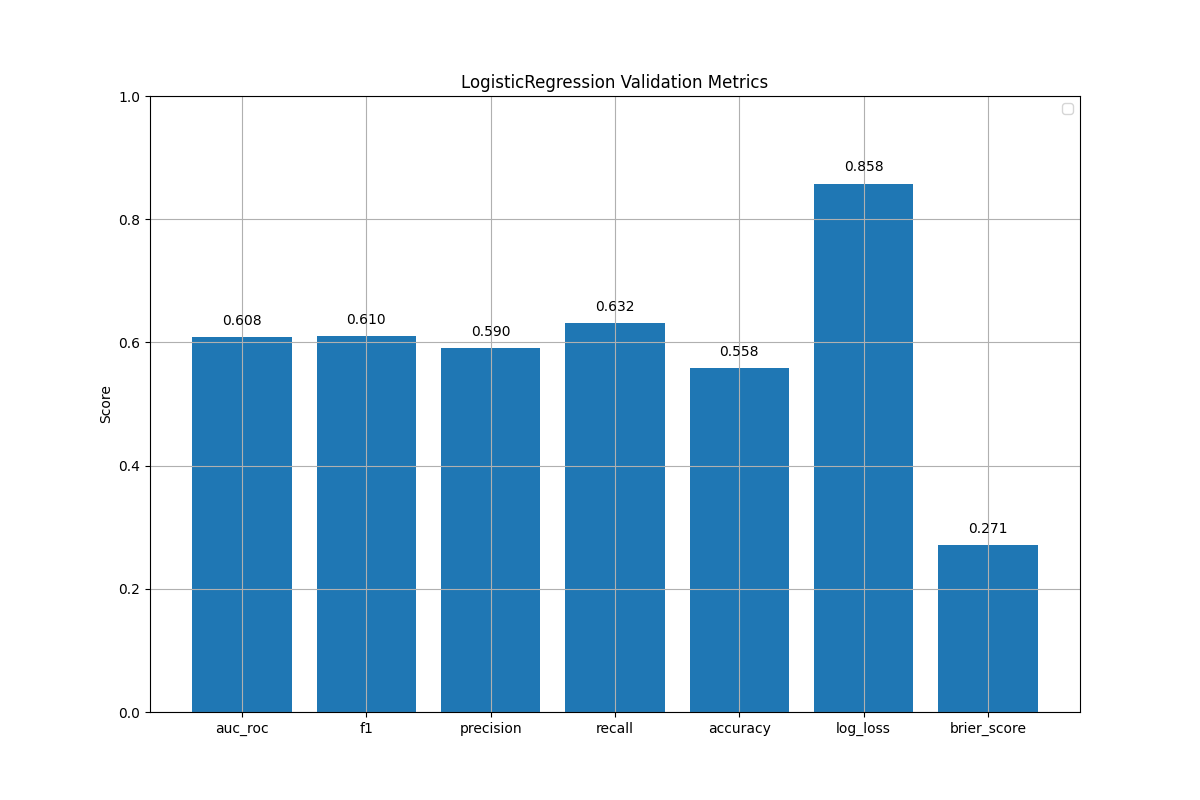 LogisticRegression Validation Metrics
1.0
0.8
0.6
0.4
0.2
0.0
Score
0.608
0.610
0.590
0.632
0.558
0.858
0.271
auc_roc
f1
precision
recall
accuracy
log_loss
brier_score